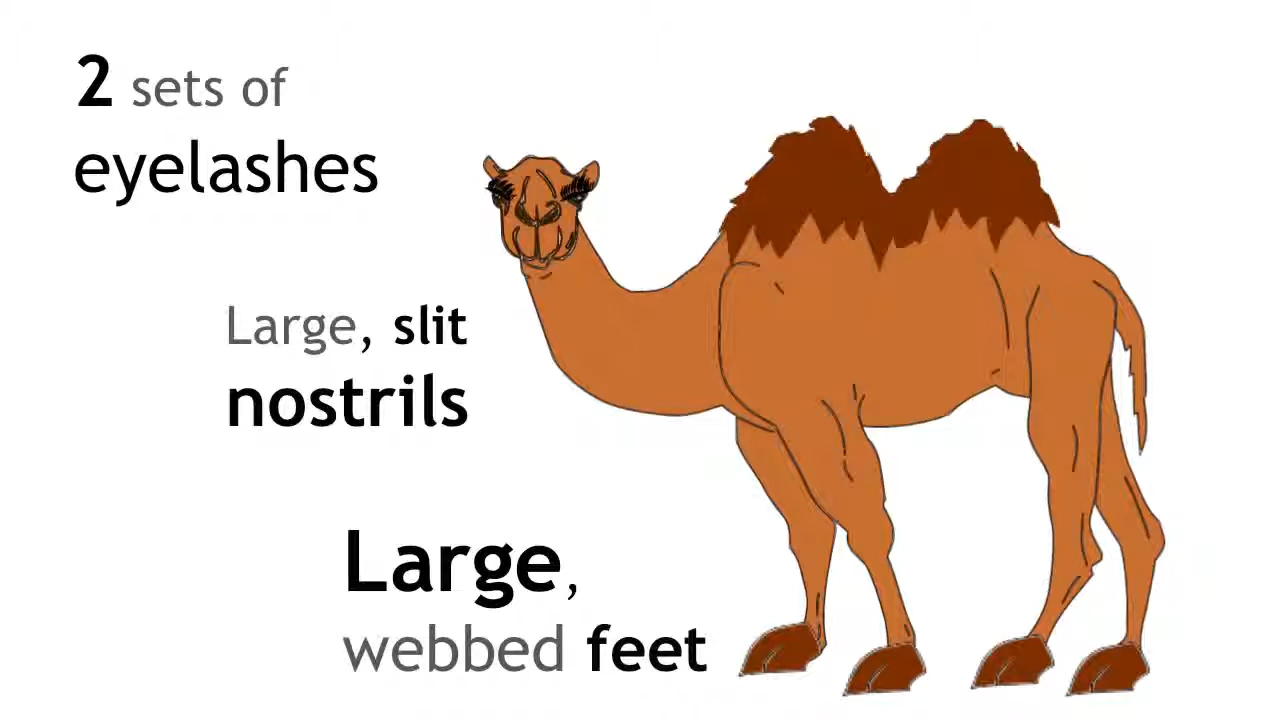 2 sets of
eyelashes
Large, slit
nostrils
Large,
webbed feet